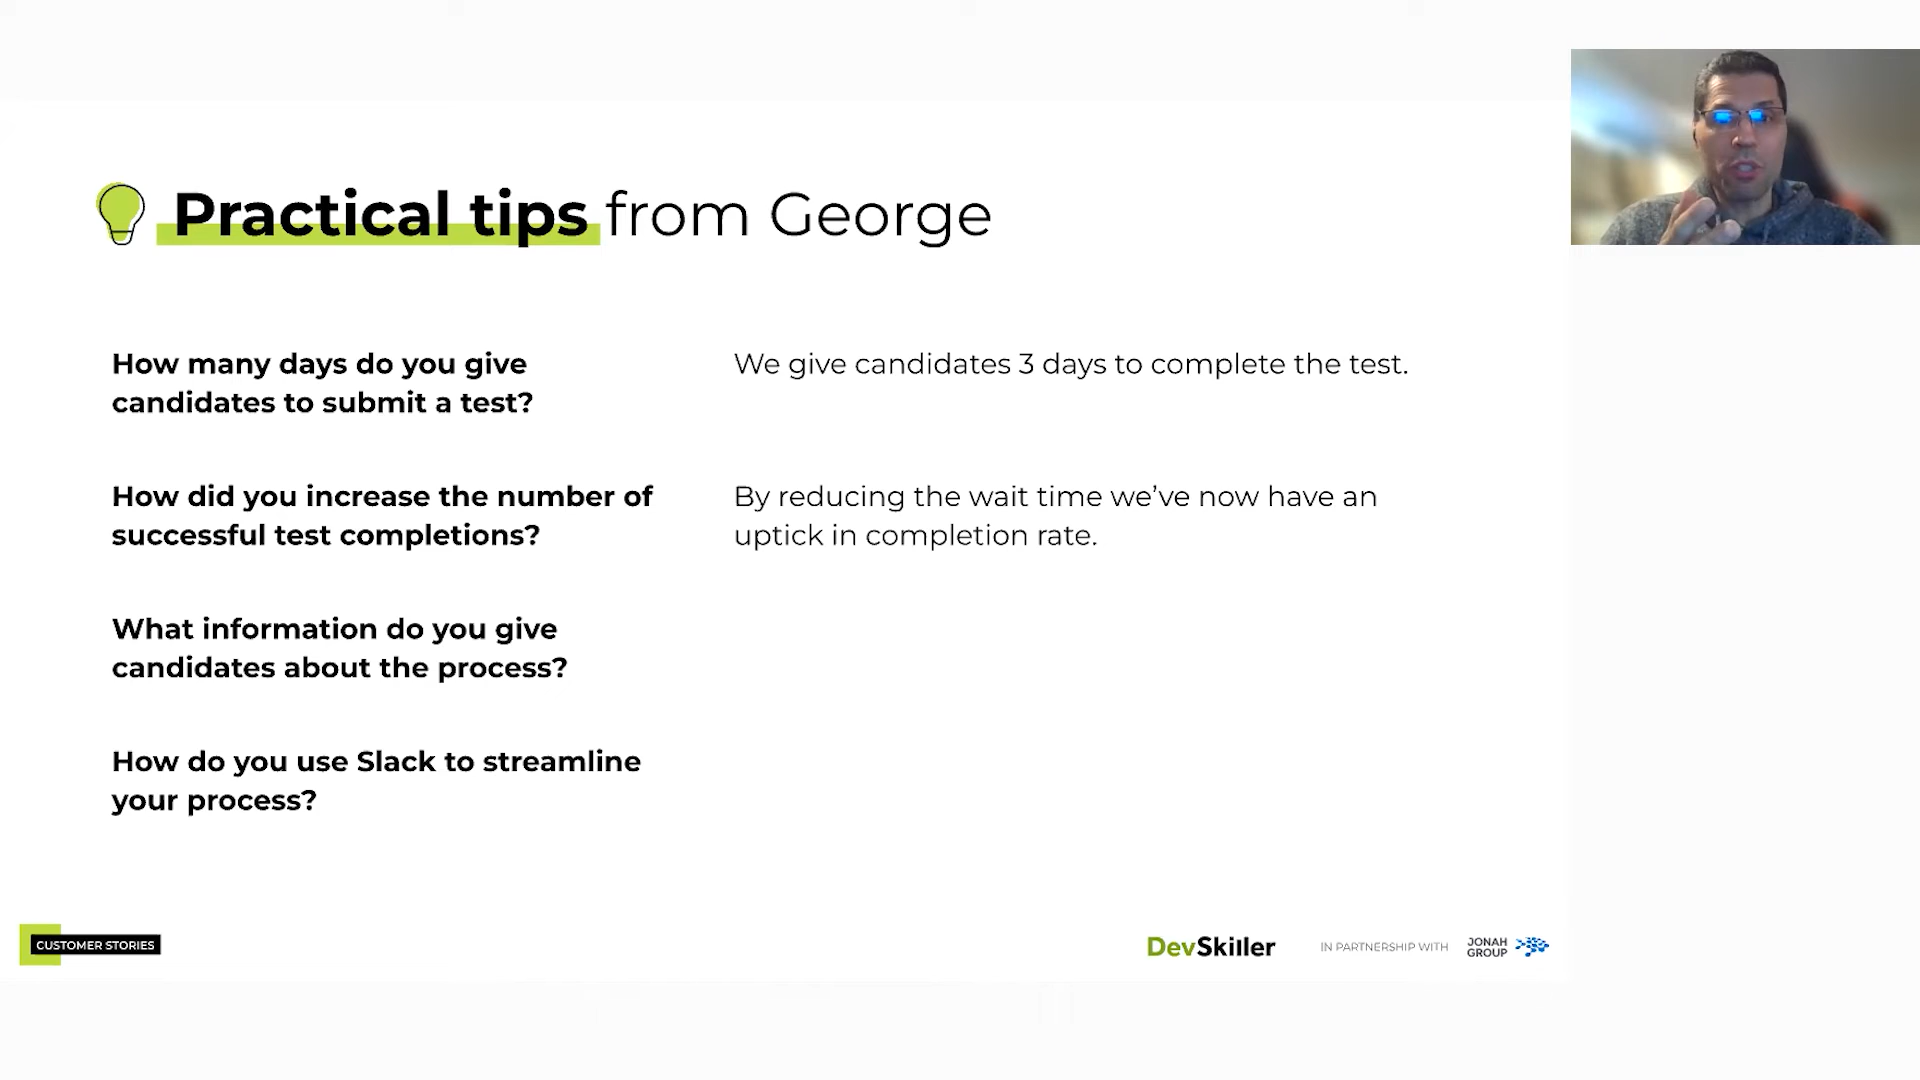 Practical tips from George
How many days do you give
candidates to submit a test?
We give candidates 3 days to complete the test.
How did you increase the number of
successful test completions?
By reducing the wait time we’ve now have an
uptick in completion rate.
What information do you give
candidates about the process?
How do you use Slack to streamline
your process?
CUSTOMER STORIES
DevSkiller
IN PARTNERSHIP WITH
JONAH
GROUP